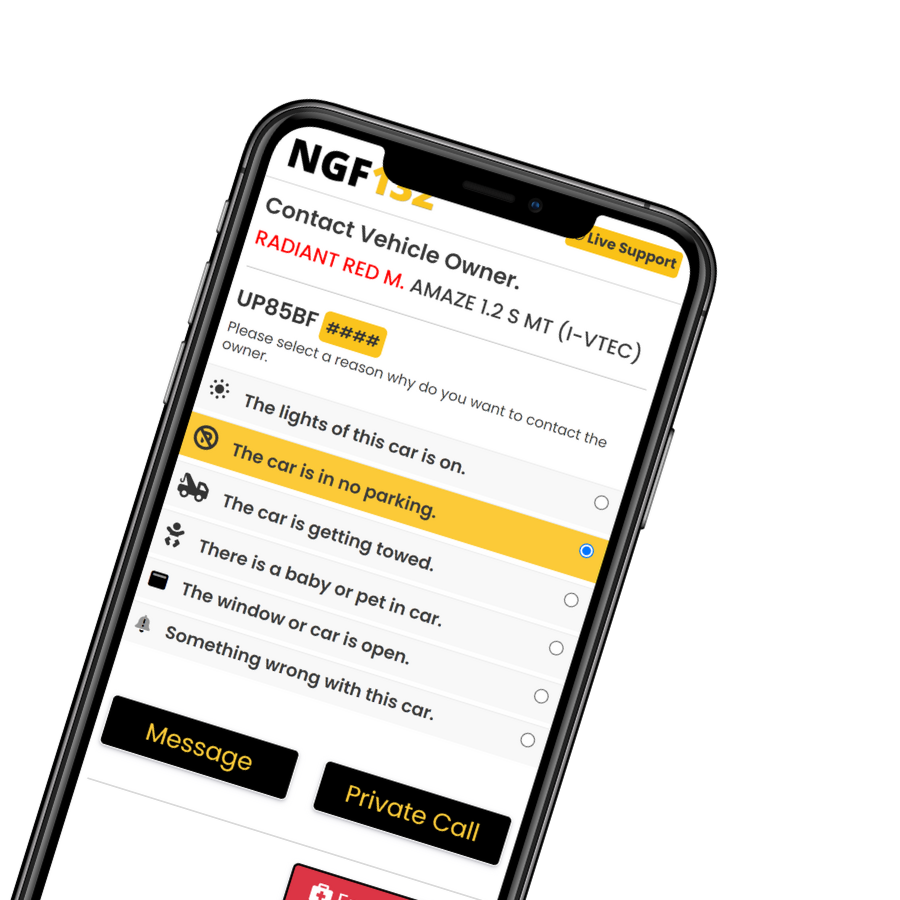 NGF132
Live Support
Contact Vehicle Owner.
RADIANT RED M. AMAZE 1.2 S MT (I-VTEC)
UP85BF ####
Please select a reason why do you want to contact the
owner.
The lights of this car is on.
The car is in no parking.
The car is getting towed.
There is a baby or pet in car.
The window or car is open.
Something wrong with this car.
Message
Private Call